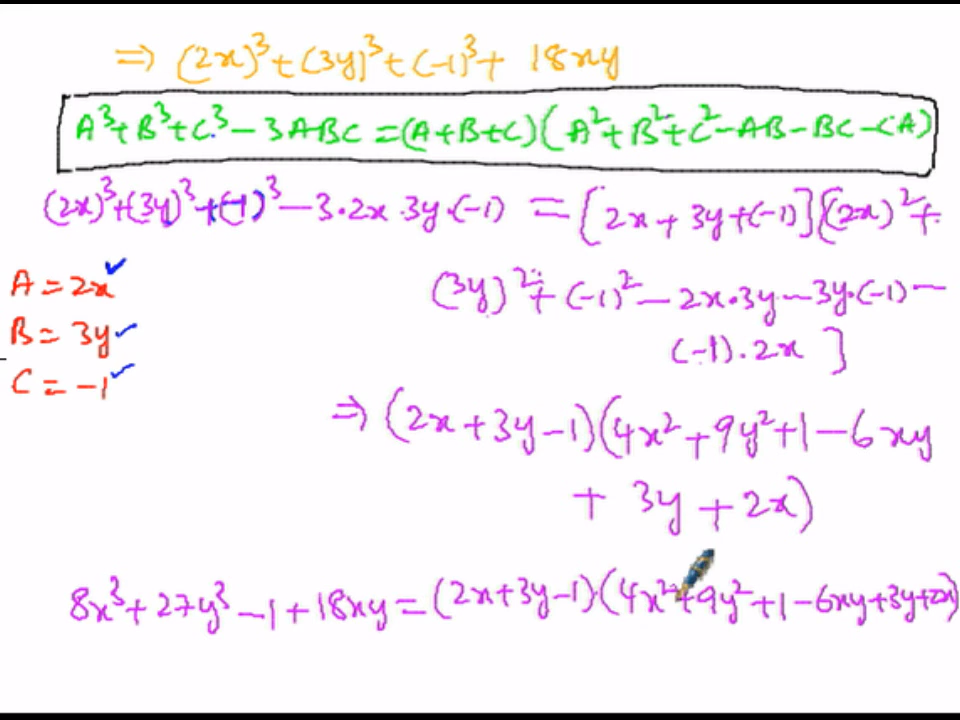 ⇒ (2x)³ + (3y)³ + (-1)³ + 18xy
A³ + B³ + C³ - 3ABC = (A+B+C) (A² + B² + C² - AB - BC - CA)
(2x)³ + (3y)³ + (-1)³ - 3·2x·3y·(-1) = [2x + 3y + (-1)] [(2x)² +
(3y)² + (-1)² - 2x·3y - 3y·(-1) -
(-1)·2x ]
A = 2x ✓
B = 3y ✓
C = -1 ✓
⇒ (2x + 3y - 1) (4x² + 9y² + 1 - 6xy
+ 3y + 2x)
8x³ + 27y³ - 1 + 18xy = (2x + 3y - 1) (4x² + 9y² + 1 - 6xy + 3y + 2x)